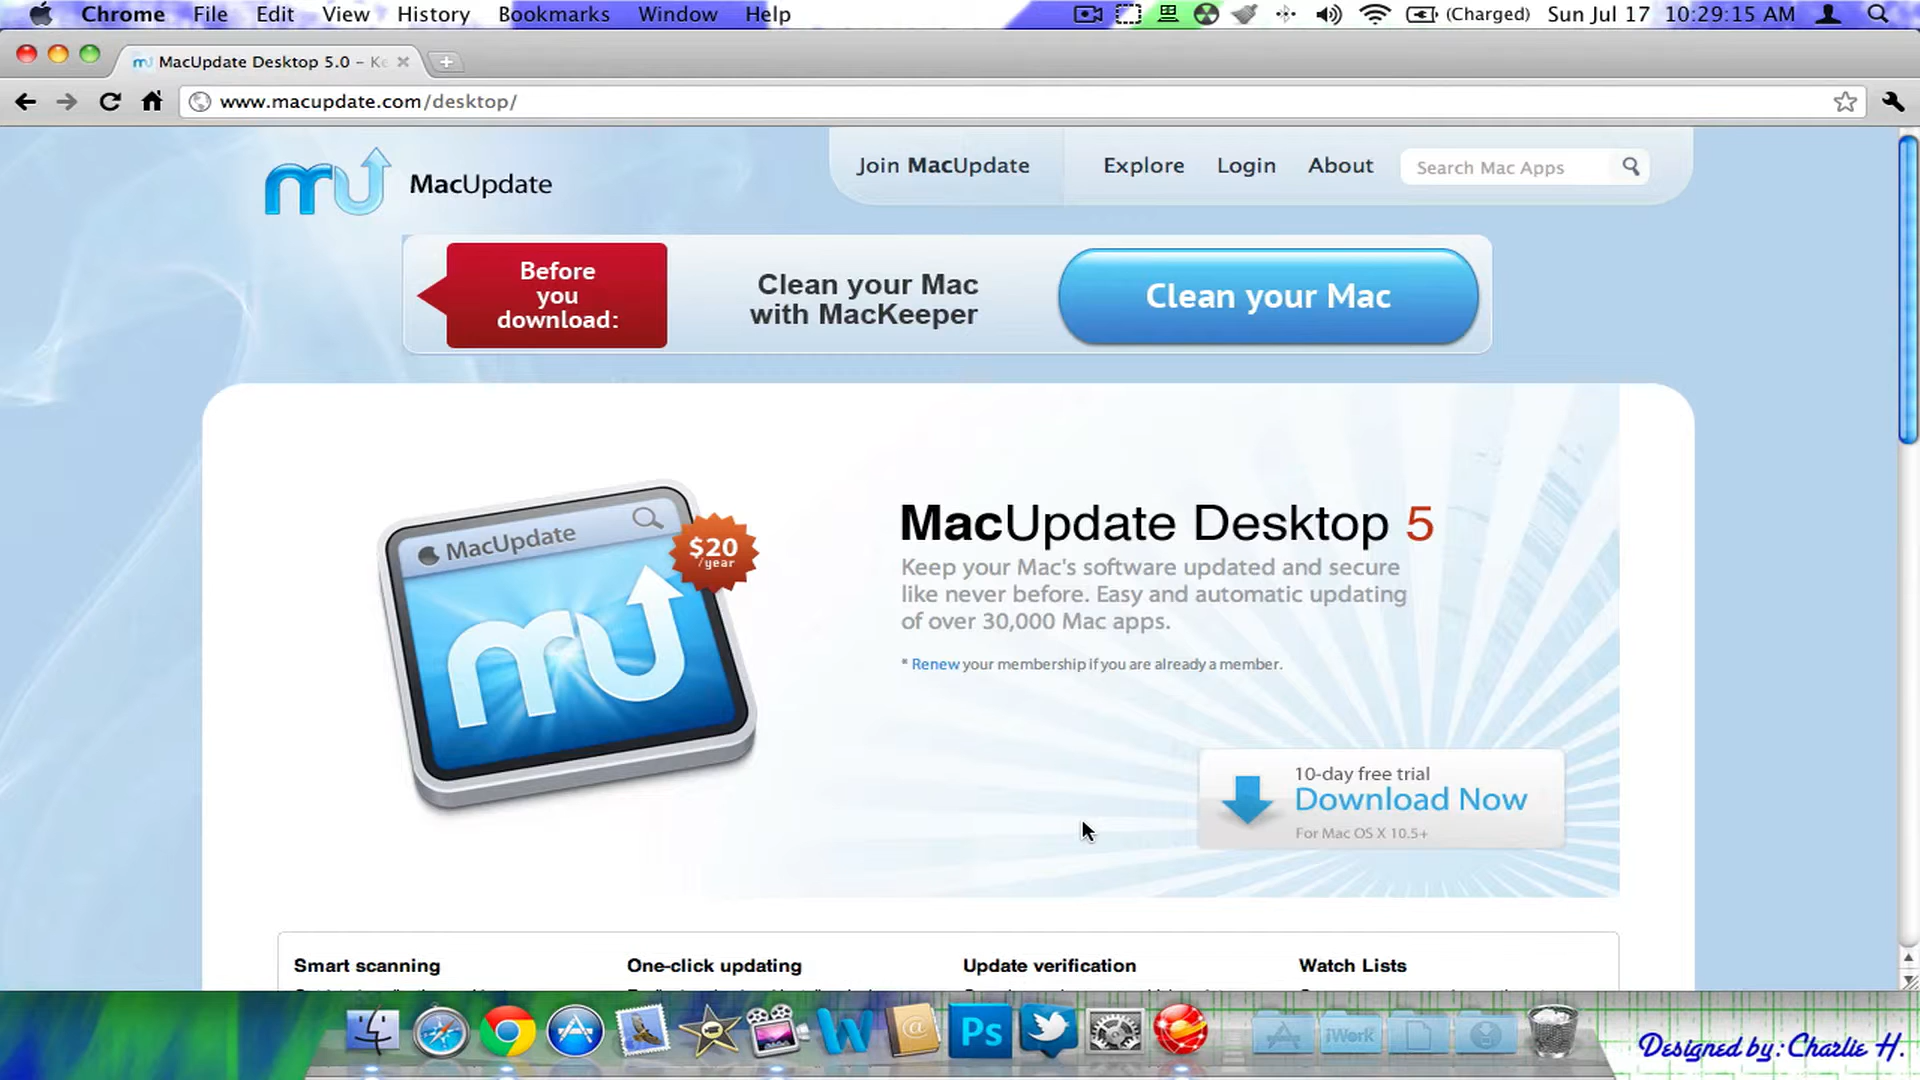 Chrome File Edit View History Bookmarks Window Help (Charged) Sun Jul 17 10:29:15 AM
MacUpdate Desktop 5.0 – Ke
www.macupdate.com/desktop/
mu MacUpdate
Join MacUpdate Explore Login About Search Mac Apps
Before
you
download:
Clean your Mac
with MacKeeper
Clean your Mac
MacUpdate
$20
/year
mu
MacUpdate Desktop 5
Keep your Mac's software updated and secure
like never before. Easy and automatic updating
of over 30,000 Mac apps.
* Renew your membership if you are already a member.
10-day free trial
Download Now
For Mac OS X 10.5+
Smart scanning One-click updating Update verification Watch Lists
W @ Ps iWork
Designed by: Charlie H.